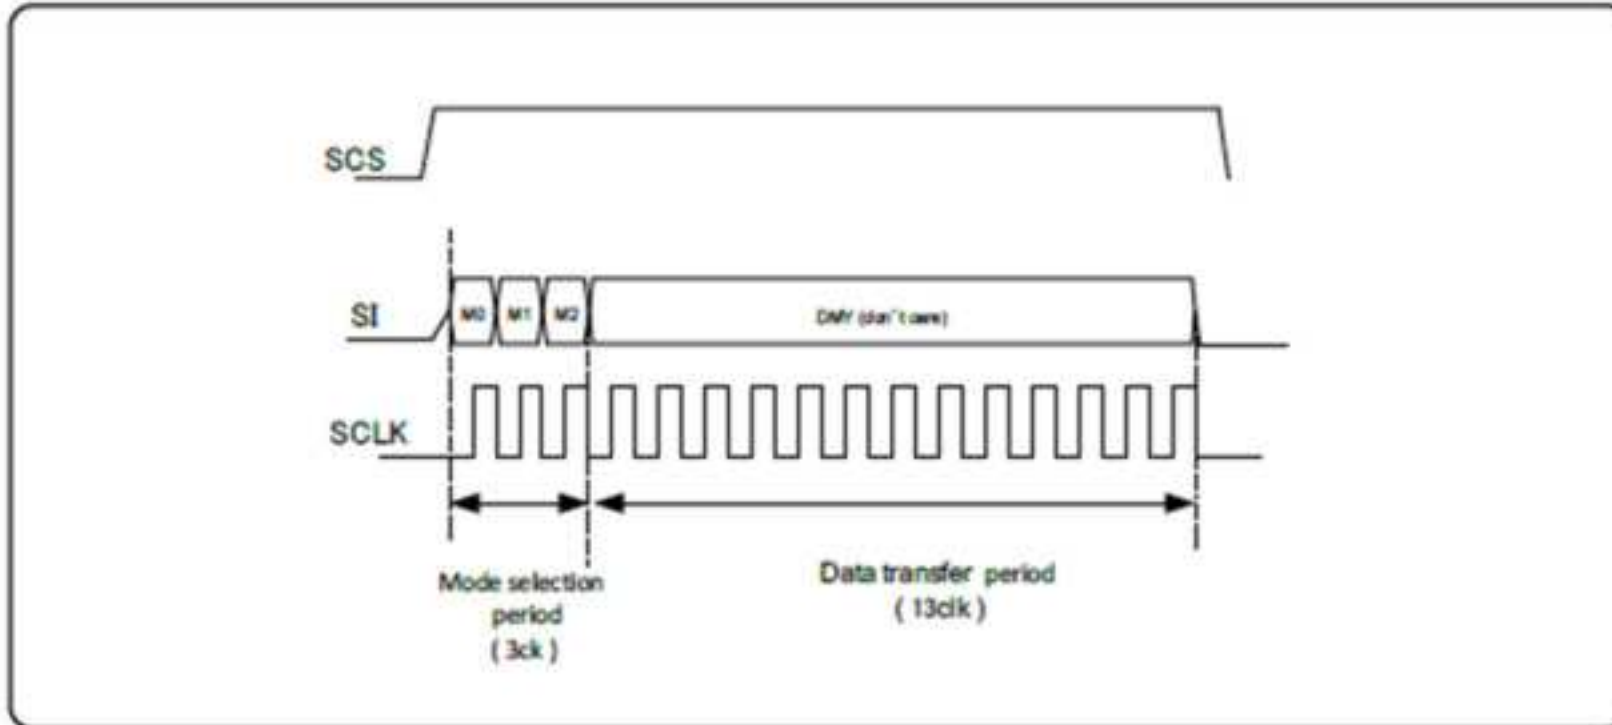 SCS
SI
M0 M1 M2 DMY (don't care)
SCLK
Mode selection
period
( 3ck )
Data transfer period
( 13clk )